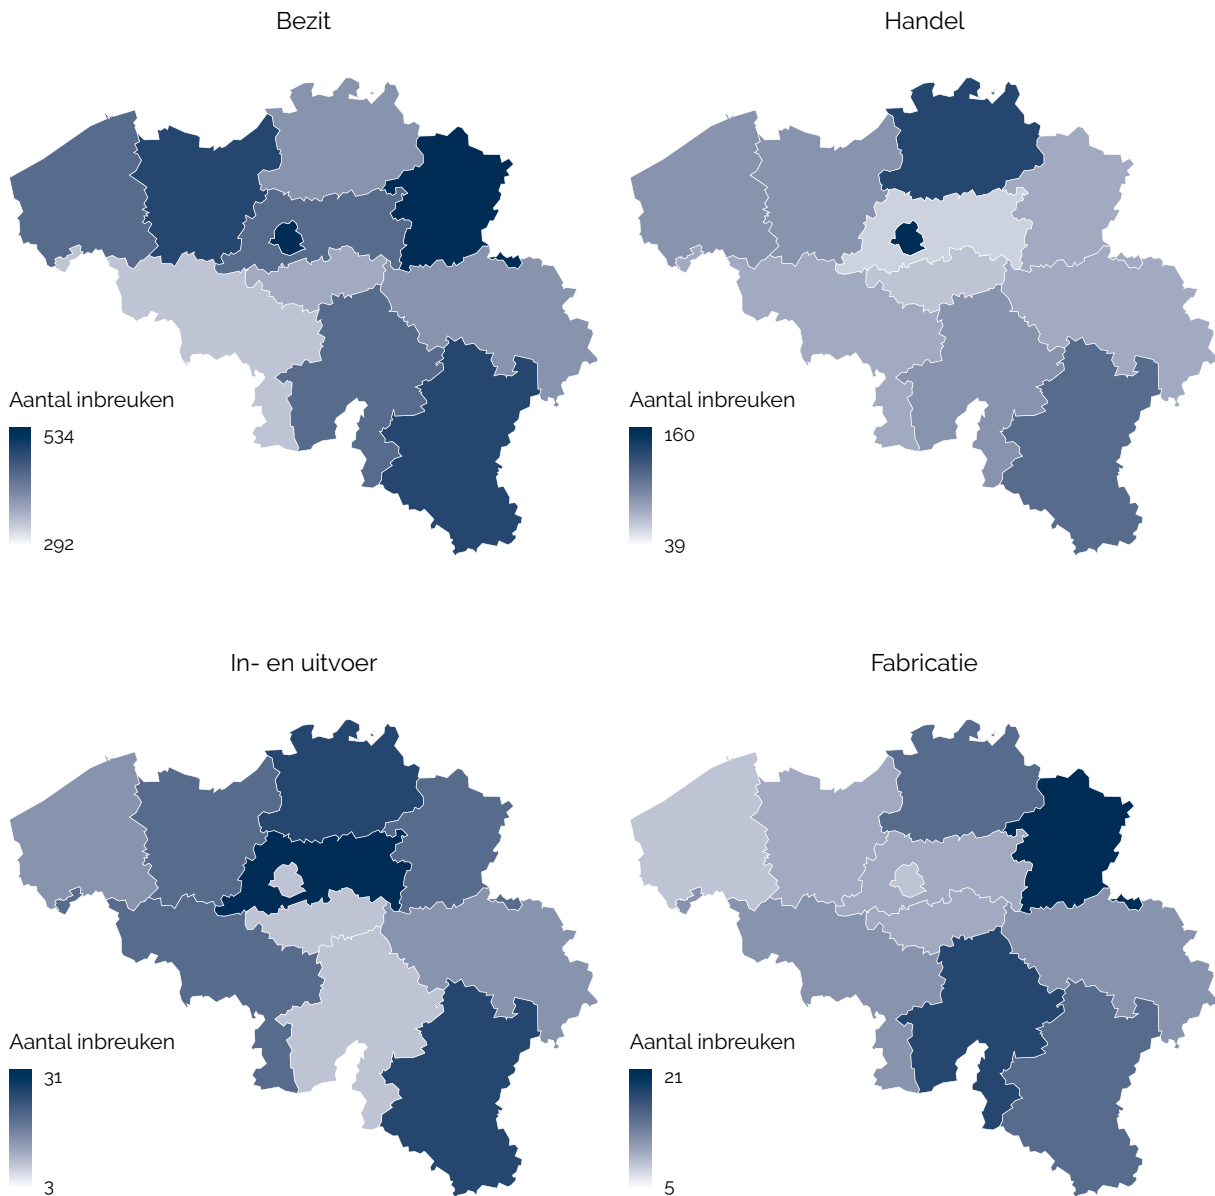 Bezit
Handel
Aantal inbreuken
534
292
Aantal inbreuken
160
39
In- en uitvoer
Fabricatie
Aantal inbreuken
31
3
Aantal inbreuken
21
5